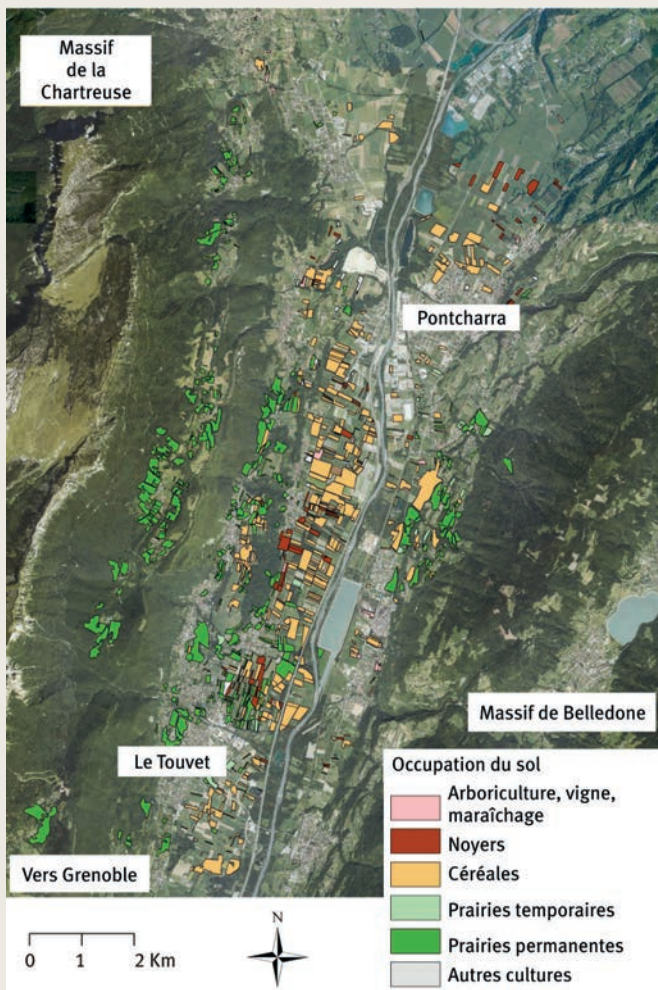 Massif
de la
Chartreuse
Pontcharra
Massif de Belledone
Le Touvet
Vers Grenoble
Occupation du sol
Arboriculture, vigne,
maraîchage
Noyers
Céréales
Prairies temporaires
Prairies permanentes
Autres cultures
N
0 1 2 Km